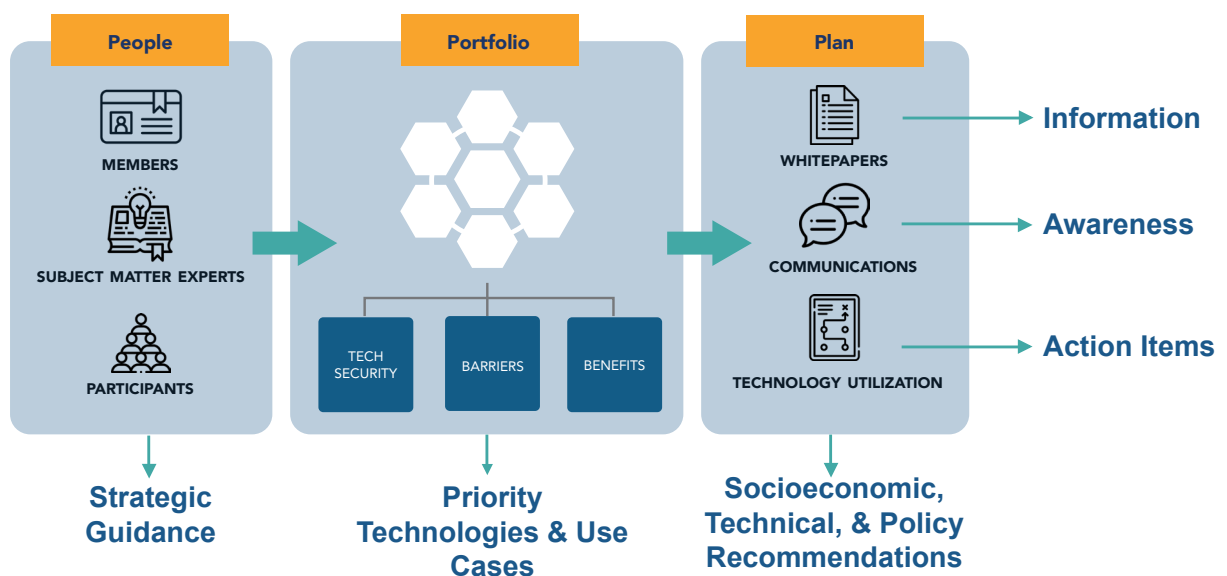 People
MEMBERS
SUBJECT MATTER EXPERTS
PARTICIPANTS
Strategic
Guidance
Portfolio
TECH
SECURITY
BARRIERS
BENEFITS
Priority
Technologies & Use
Cases
Plan
WHITEPAPERS
COMMUNICATIONS
TECHNOLOGY UTILIZATION
Socioeconomic,
Technical, & Policy
Recommendations
Information
Awareness
Action Items